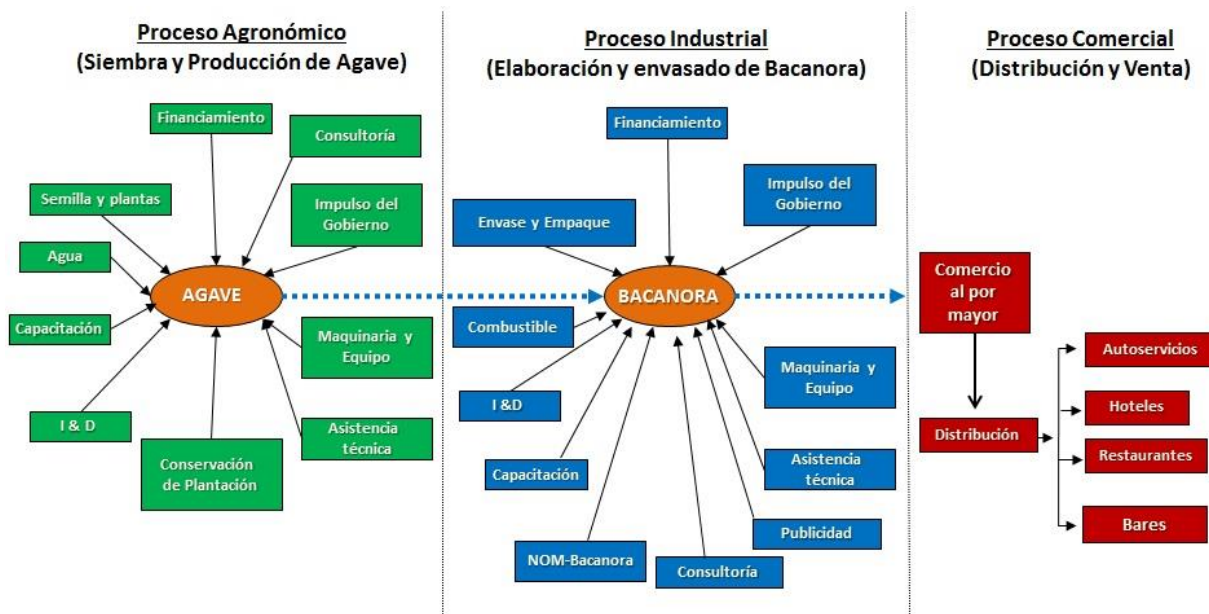 Proceso Agronómico
(Siembra y Producción de Agave)
Financiamiento
Consultoría
Semilla y plantas
Impulso del
Gobierno
Agua
AGAVE
Capacitación
Maquinaria y
Equipo
I & D
Asistencia
técnica
Conservación
de Plantación
Proceso Industrial
(Elaboración y envasado de Bacanora)
Financiamiento
Impulso del
Gobierno
Envase y Empaque
BACANORA
Combustible
Maquinaria y
Equipo
I &D
Capacitación
Asistencia
técnica
Publicidad
NOM-Bacanora
Consultoría
Proceso Comercial
(Distribución y Venta)
Comercio
al por
mayor
Autoservicios
Hoteles
Distribución
Restaurantes
Bares